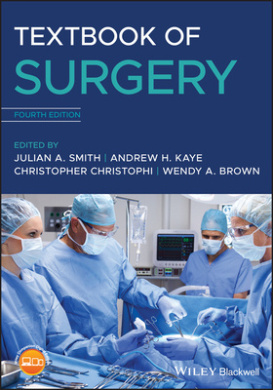 TEXTBOOK OF
SURGERY
FOURTH EDITION
EDITED BY
JULIAN A. SMITH | ANDREW H. KAYE
CHRISTOPHER CHRISTOPHI | WENDY A. BROWN
WILEY Blackwell